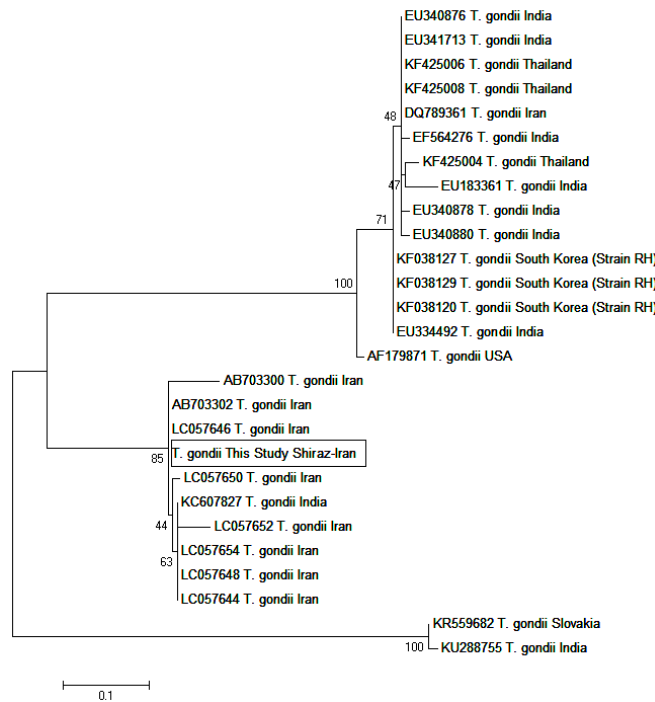 EU340876 T. gondii India
EU341713 T. gondii India
KF425006 T. gondii Thailand
KF425008 T. gondii Thailand
DQ789361 T. gondii Iran
48
EF564276 T. gondii India
KF425004 T. gondii Thailand
47
EU183361 T. gondii India
EU340878 T. gondii India
71
EU340880 T. gondii India
KF038127 T. gondii South Korea (Strain RH)
100
KF038129 T. gondii South Korea (Strain RH)
KF038120 T. gondii South Korea (Strain RH)
EU334492 T. gondii India
AF179871 T. gondii USA
AB703300 T. gondii Iran
AB703302 T. gondii Iran
LC057646 T. gondii Iran
T. gondii This Study Shiraz-Iran
85
LC057650 T. gondii Iran
KC607827 T. gondii India
44
LC057652 T. gondii Iran
LC057654 T. gondii Iran
63
LC057648 T. gondii Iran
LC057644 T. gondii Iran
KR559682 T. gondii Slovakia
100
KU288755 T. gondii India
0.1